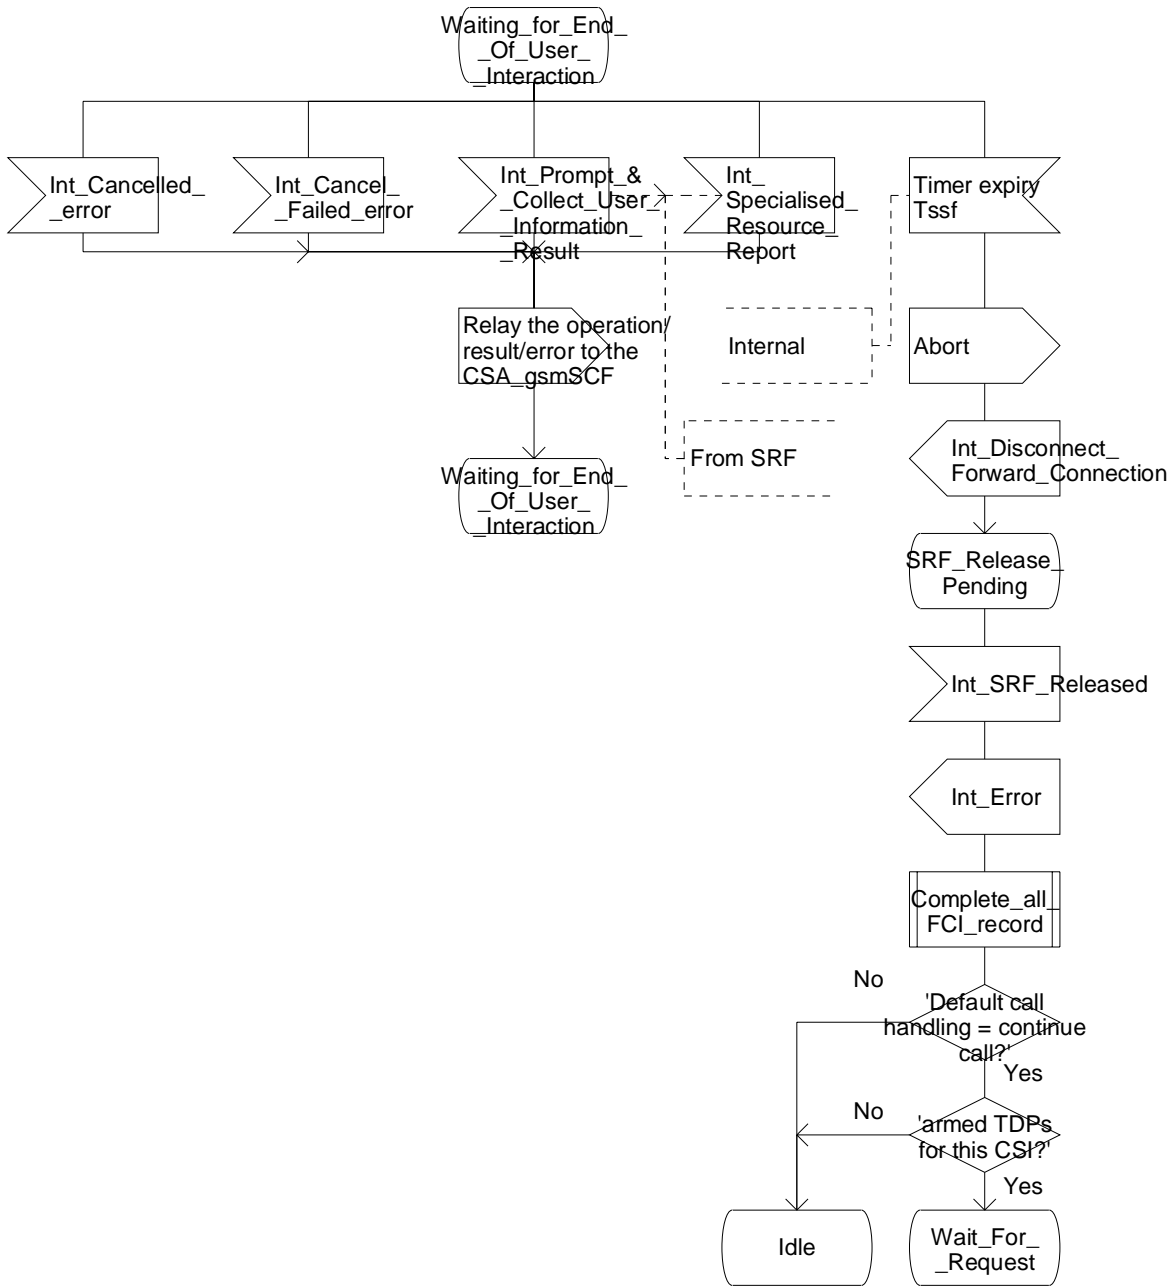 Waiting_for_End_
_Of_User_
_Interaction
Int_Cancelled_
_error
Int_Cancel_
_Failed_error
Int_Prompt_&
_Collect_User_
_Information_
_Result
Int_
Specialised_
Resource_
Report
Timer expiry
Tssf
Relay the operation/
result/error to the
CSA_gsmSCF
Internal
Abort
From SRF
Int_Disconnect_
Forward_Connection
Waiting_for_End_
_Of_User_
_Interaction
SRF_Release_
Pending
Int_SRF_Released
Int_Error
Complete_all_
FCI_record
No
'Default call
handling = continue
call?'
Yes
No
'armed TDPs
for this CSI?'
Yes
Idle
Wait_For_
_Request